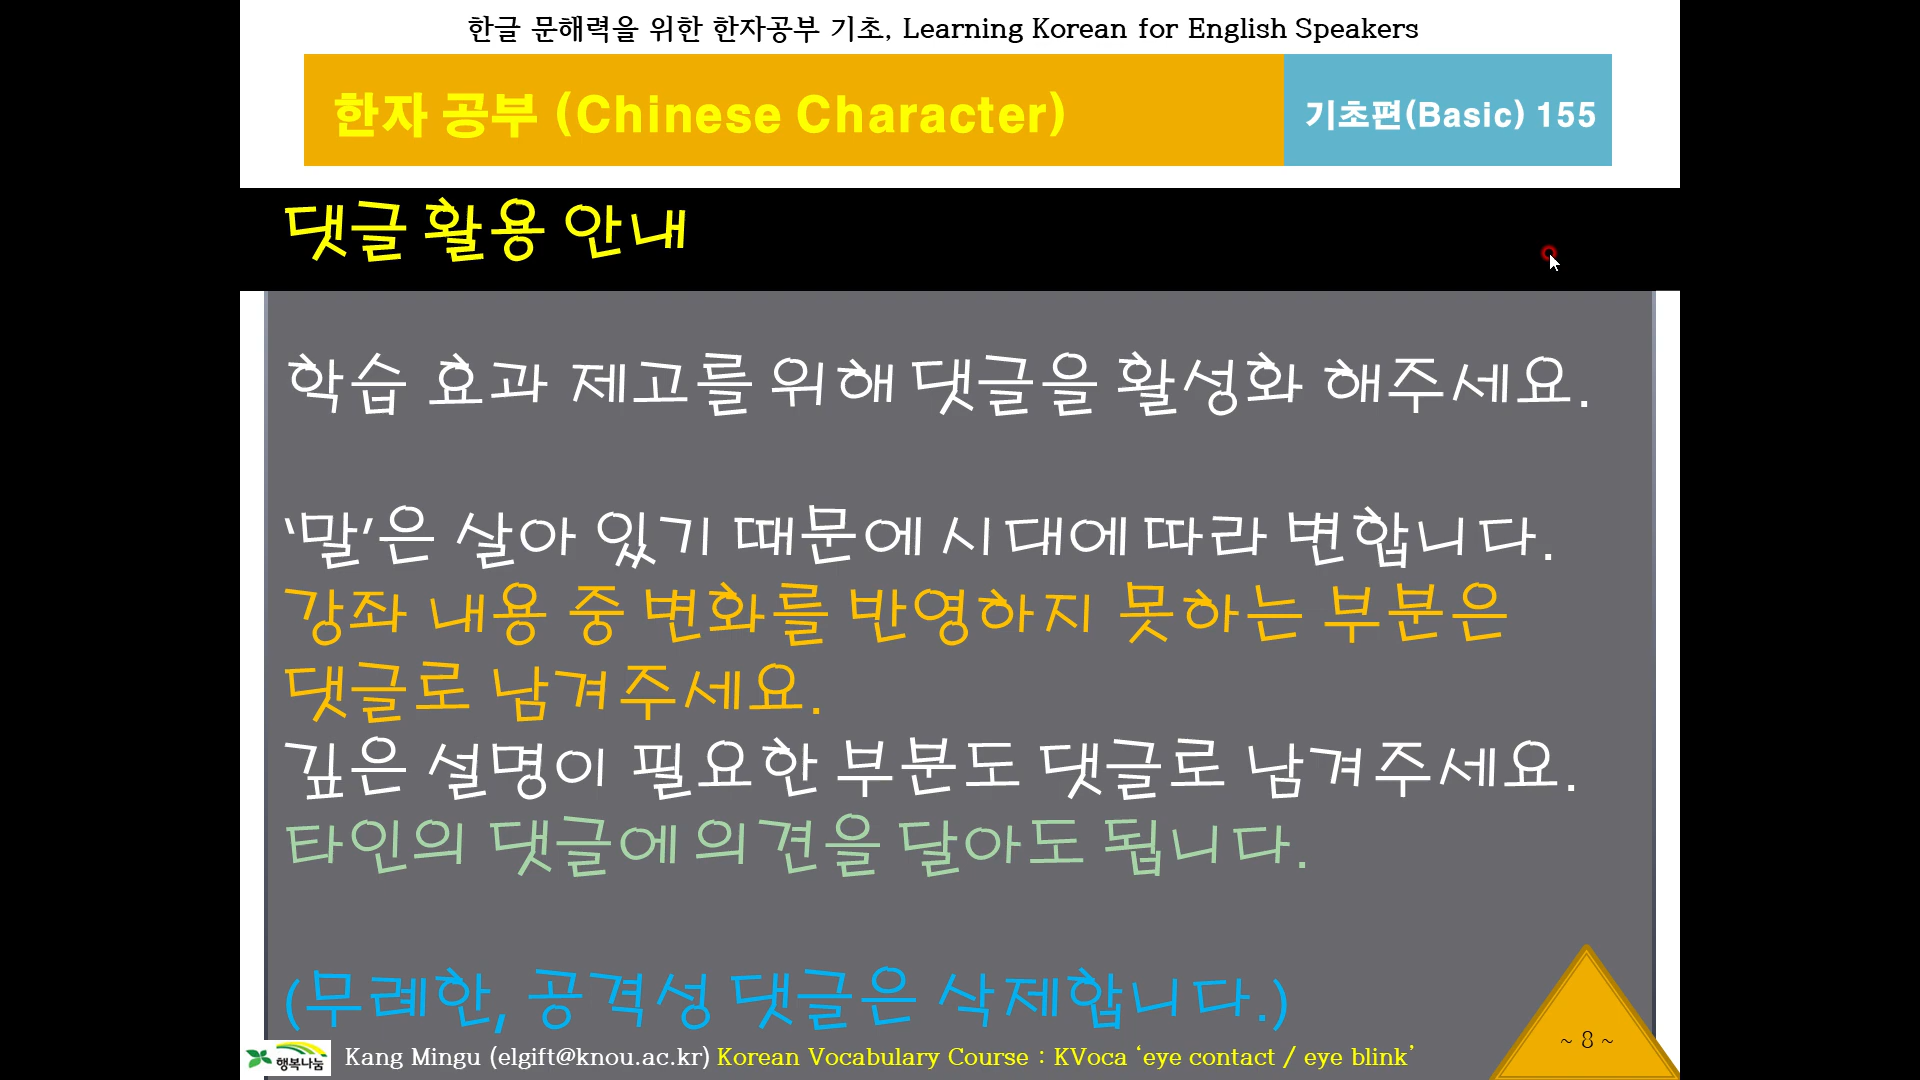 한글 문해력을 위한 한자공부 기초, Learning Korean for English Speakers
한자 공부 (Chinese Character)
기초편(Basic) 155
댓글 활용 안내
학습 효과 제고를 위해 댓글을 활성화 해주세요.
‘말’은 살아 있기 때문에 시대에 따라 변합니다.
강좌 내용 중 변화를 반영하지 못하는 부분은
댓글로 남겨주세요.
깊은 설명이 필요한 부분도 댓글로 남겨주세요.
타인의 댓글에 의견을 달아도 됩니다.
(무례한, 공격성 댓글은 삭제합니다.)
~ 8 ~
행복나눔
Kang Mingu (elgift@knou.ac.kr) Korean Vocabulary Course : KVoca ‘eye contact / eye blink’